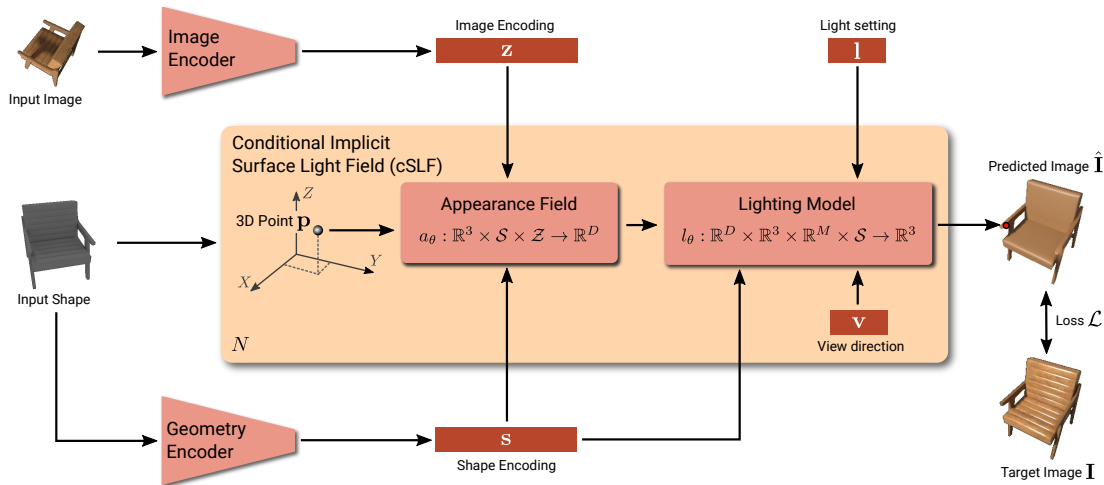 Image Encoding
Light setting
Image
Encoder
z
l
Input Image
Conditional Implicit
Surface Light Field (cSLF)
Predicted Image Î
Z
3D Point p
Appearance Field
Lighting Model
a_θ : ℝ³ × 𝒮 × 𝒵 → ℝ^D
l_θ : ℝ^D × ℝ³ × ℝ^M × 𝒮 → ℝ³
Y
X
Input Shape
v
Loss ℒ
N
View direction
Geometry
Encoder
s
Shape Encoding
Target Image I